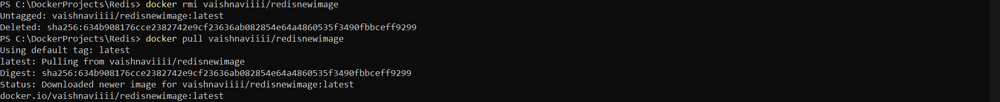 PS C:\DockerProjects\Redis> docker rmi vaishnaviiii/redisnewimage
Untagged: vaishnaviiii/redisnewimage:latest
Deleted: sha256:634b908176cce2382742e9cf23636ab082854e64a4860535f3490fbbceff9299
PS C:\DockerProjects\Redis> docker pull vaishnaviiii/redisnewimage
Using default tag: latest
latest: Pulling from vaishnaviiii/redisnewimage
Digest: sha256:634b908176cce2382742e9cf23636ab082854e64a4860535f3490fbbceff9299
Status: Downloaded newer image for vaishnaviiii/redisnewimage:latest
docker.io/vaishnaviiii/redisnewimage:latest